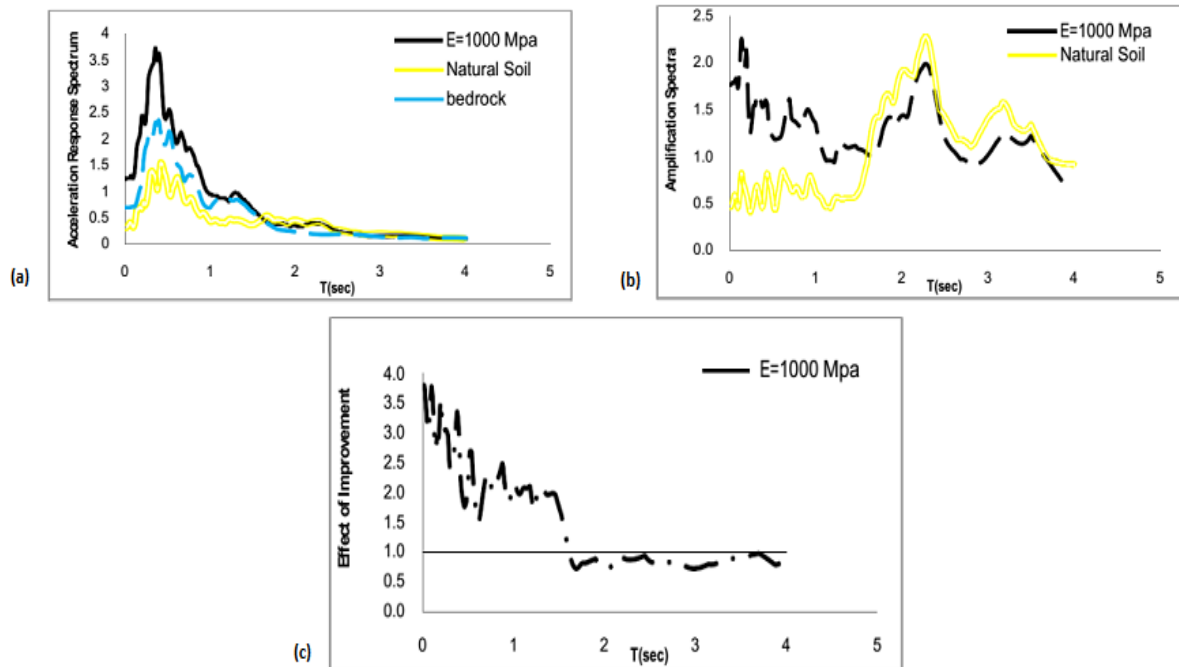 Acceleration Response Spectrum
4
3.5
3
2.5
2
1.5
1
0.5
0
E=1000 Mpa
Natural Soil
bedrock
0 1 2 3 4 5
T(sec)
(a)
Amplification Spectra
2.5
2.0
1.5
1.0
0.5
0.0
E=1000 Mpa
Natural Soil
0 1 2 3 4 5
T(sec)
(b)
Effect of Improvement
4.0
3.5
3.0
2.5
2.0
1.5
1.0
0.5
0.0
E=1000 Mpa
0 1 2 3 4 5
T(sec)
(c)